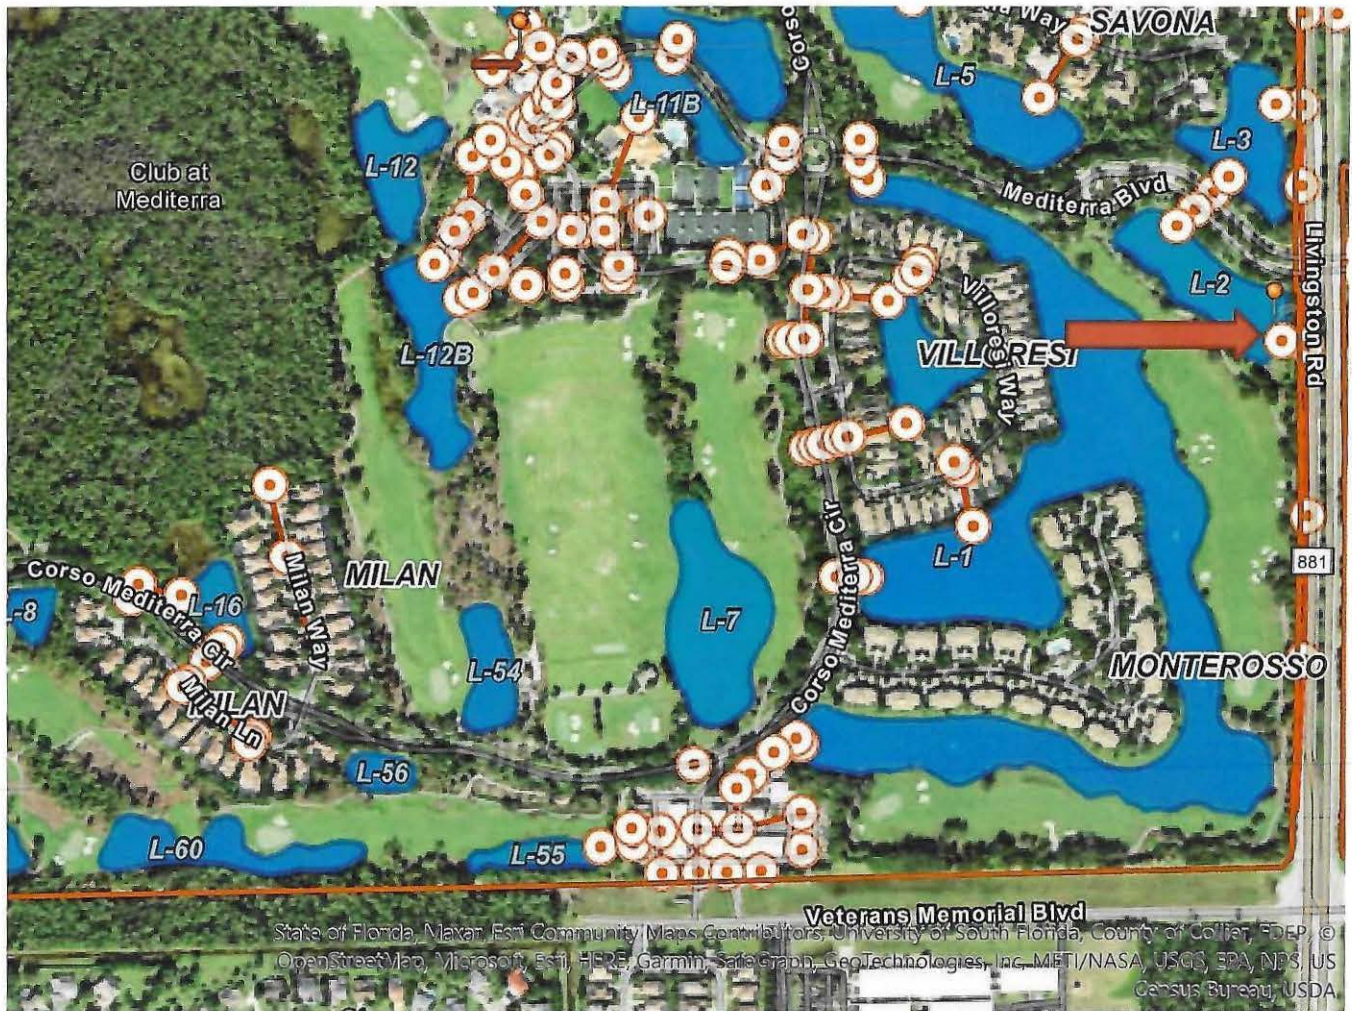 SAVONA
Corso
L-5
L-11B
L-3
L-12
Club at
Mediterra
Mediterra Blvd
Livingston Rd
L-2
Villoresi Way
L-12B
VILLORESI
L-1
881
Corso Mediterra Cir
MILAN
Milan Way
L-16
L-8
Corso Mediterra Cir
L-7
L-54
MONTEROSSO
MILAN
Milan Ln
L-56
L-60
L-55
Veterans Memorial Blvd
State of Florida, Maxar, Esri Community Maps Contributors, University of South Florida, County of Collier, FDEP, ©
OpenStreetMap, Microsoft, Esri, HERE, Garmin, SafeGraph, GeoTechnologies, Inc, METI/NASA, USGS, EPA, NPS, US
Census Bureau, USDA